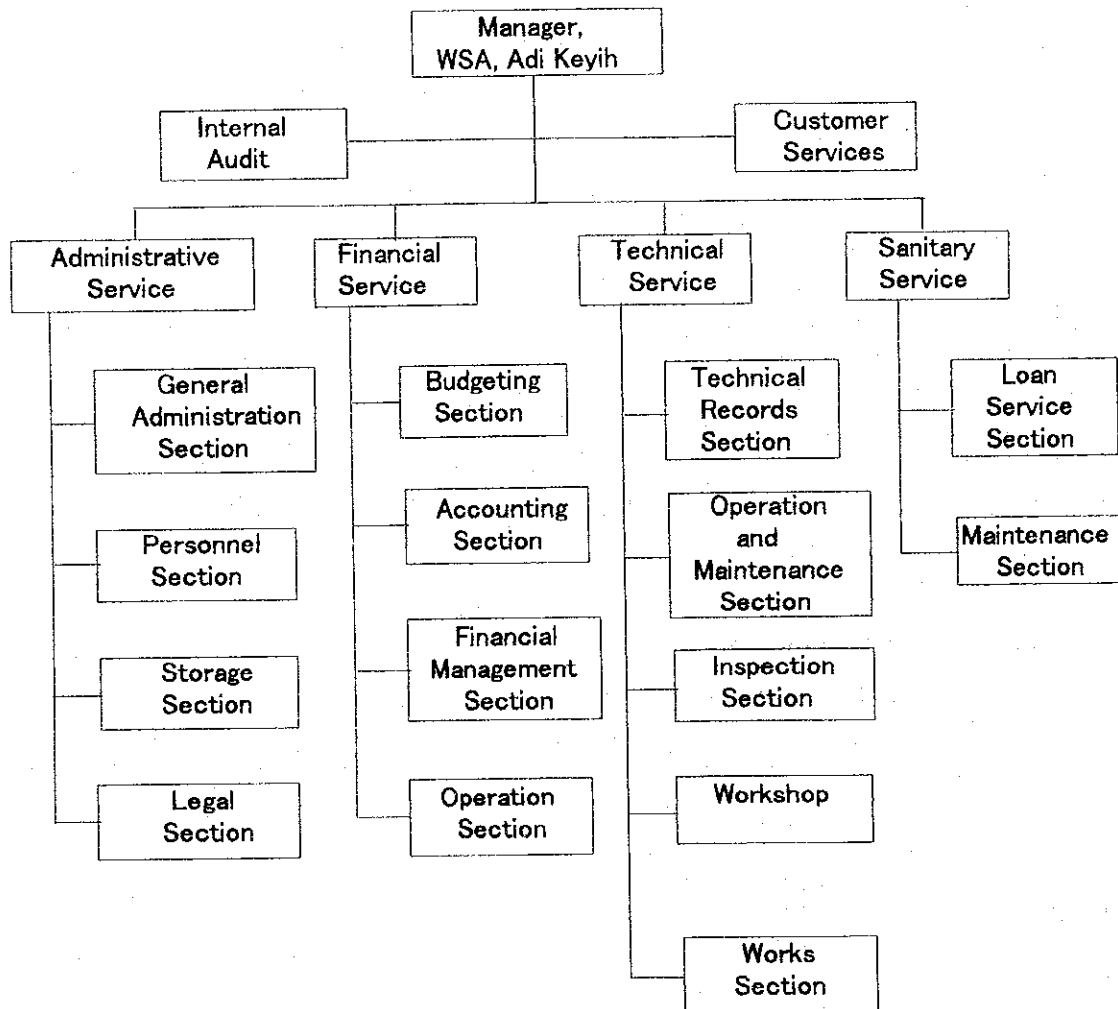 Manager,
WSA, Adi Keyih
Internal
Audit
Customer
Services
Administrative
Service
Financial
Service
Technical
Service
Sanitary
Service
General
Administration
Section
Personnel
Section
Storage
Section
Legal
Section
Budgeting
Section
Accounting
Section
Financial
Management
Section
Operation
Section
Technical
Records
Section
Operation
and
Maintenance
Section
Inspection
Section
Workshop
Works
Section
Loan
Service
Section
Maintenance
Section